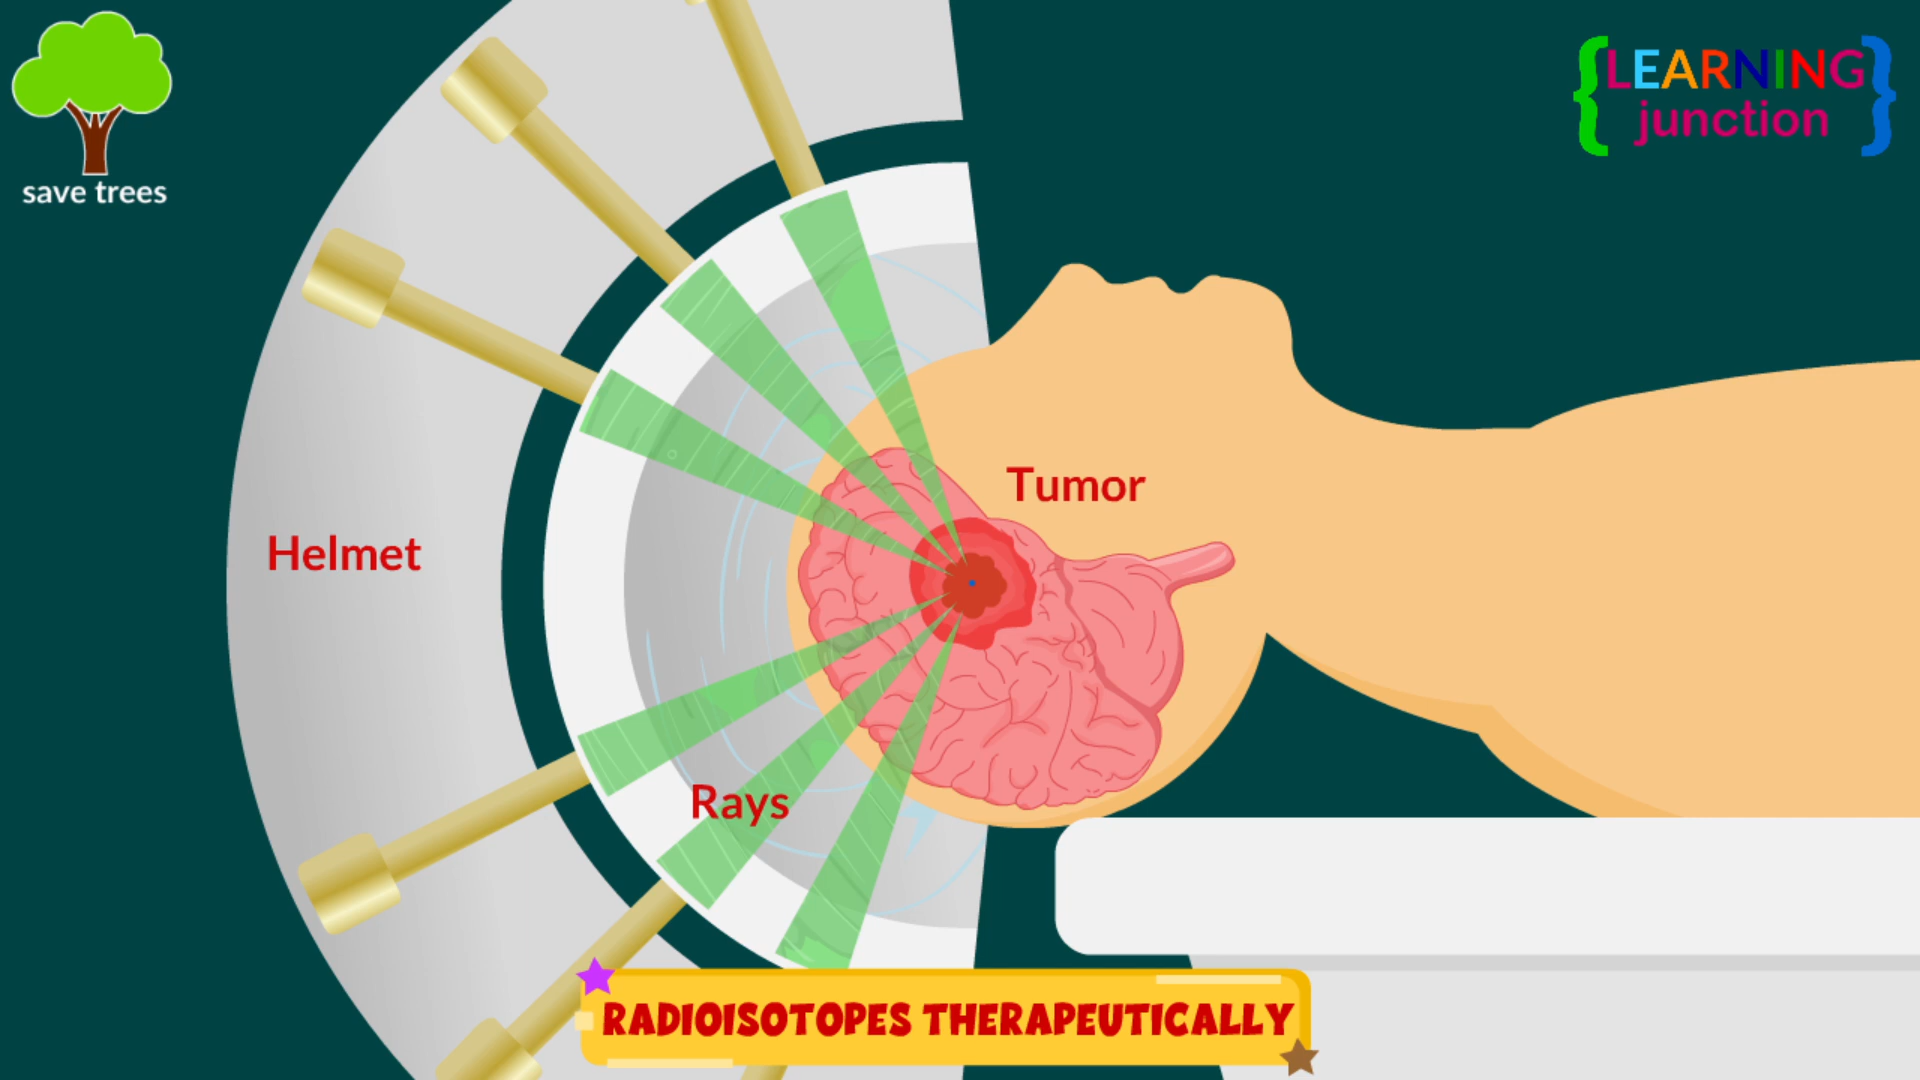 save trees
{LEARNING}
junction
Tumor
Helmet
Rays
RADIOISOTOPES THERAPEUTICALLY